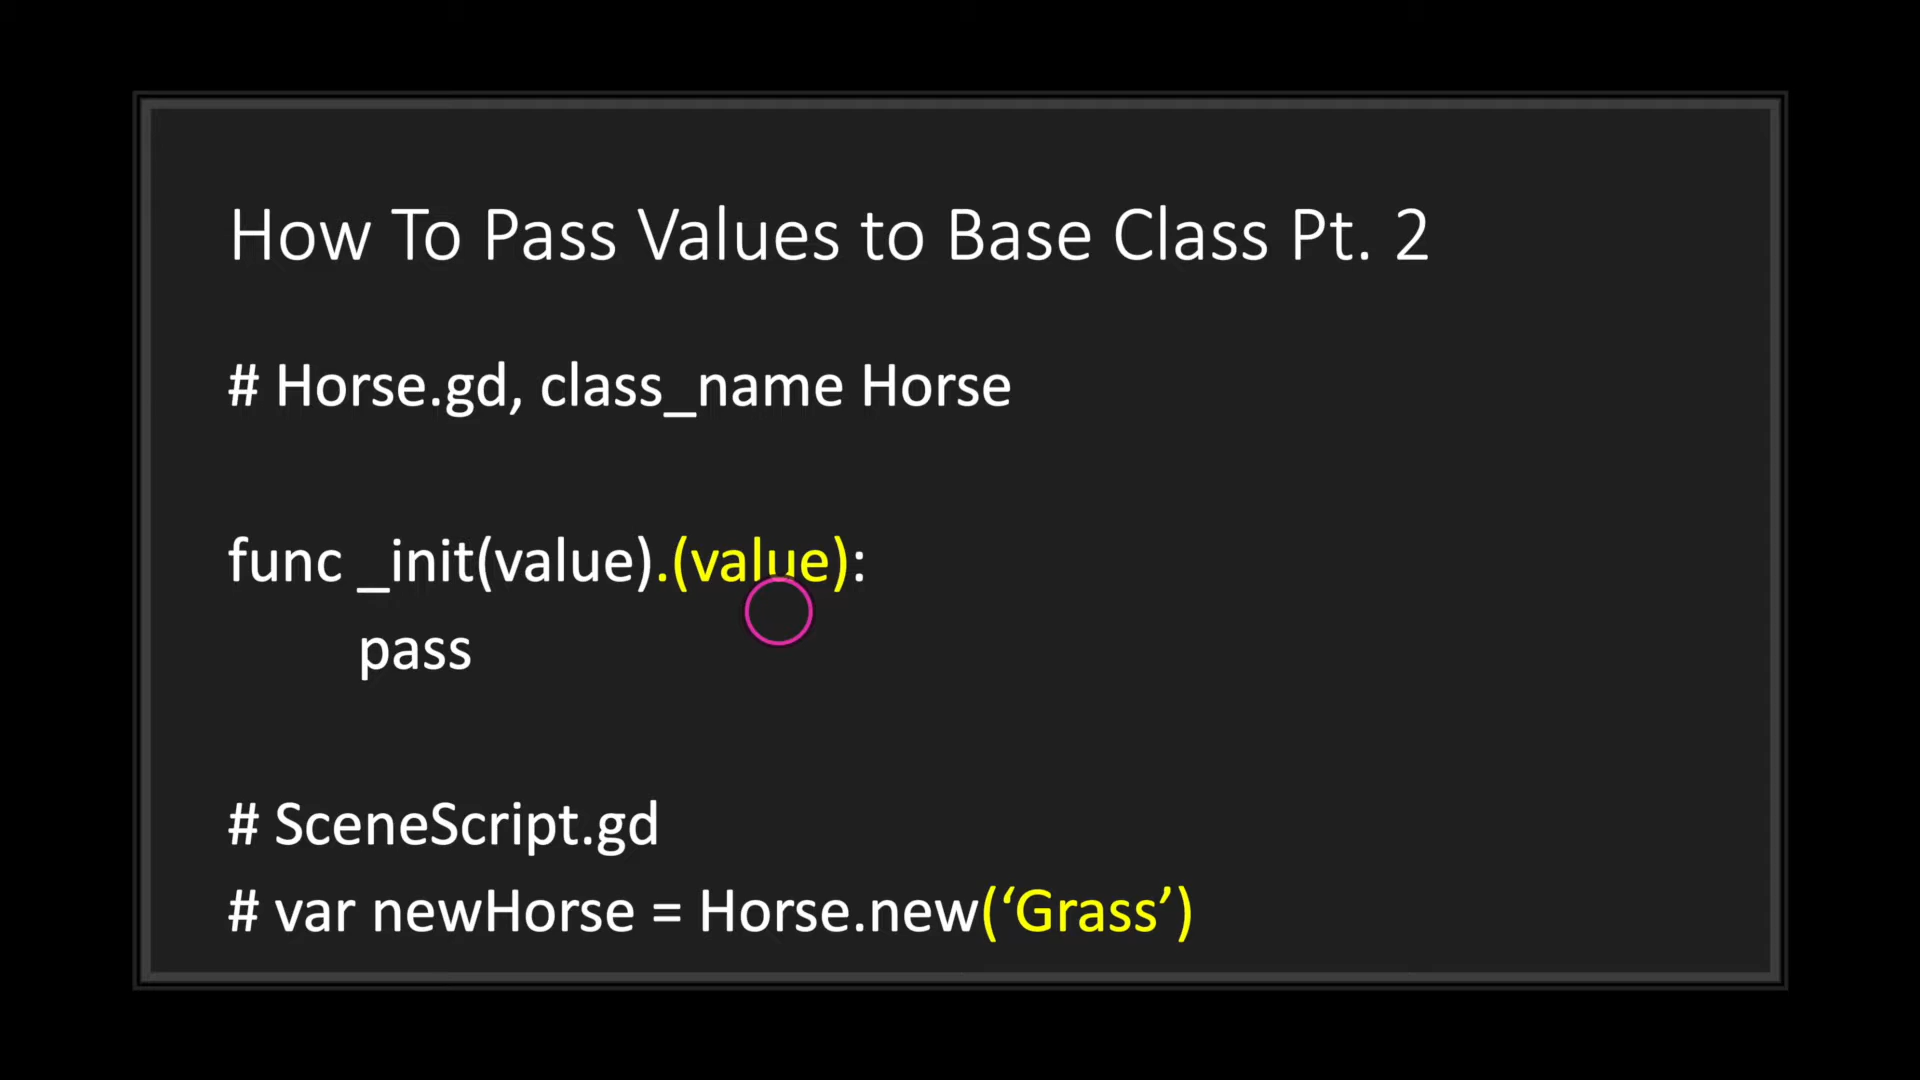 How To Pass Values to Base Class Pt. 2
# Horse.gd, class_name Horse
func _init(value).(value):
pass
# SceneScript.gd
# var newHorse = Horse.new(‘Grass’)